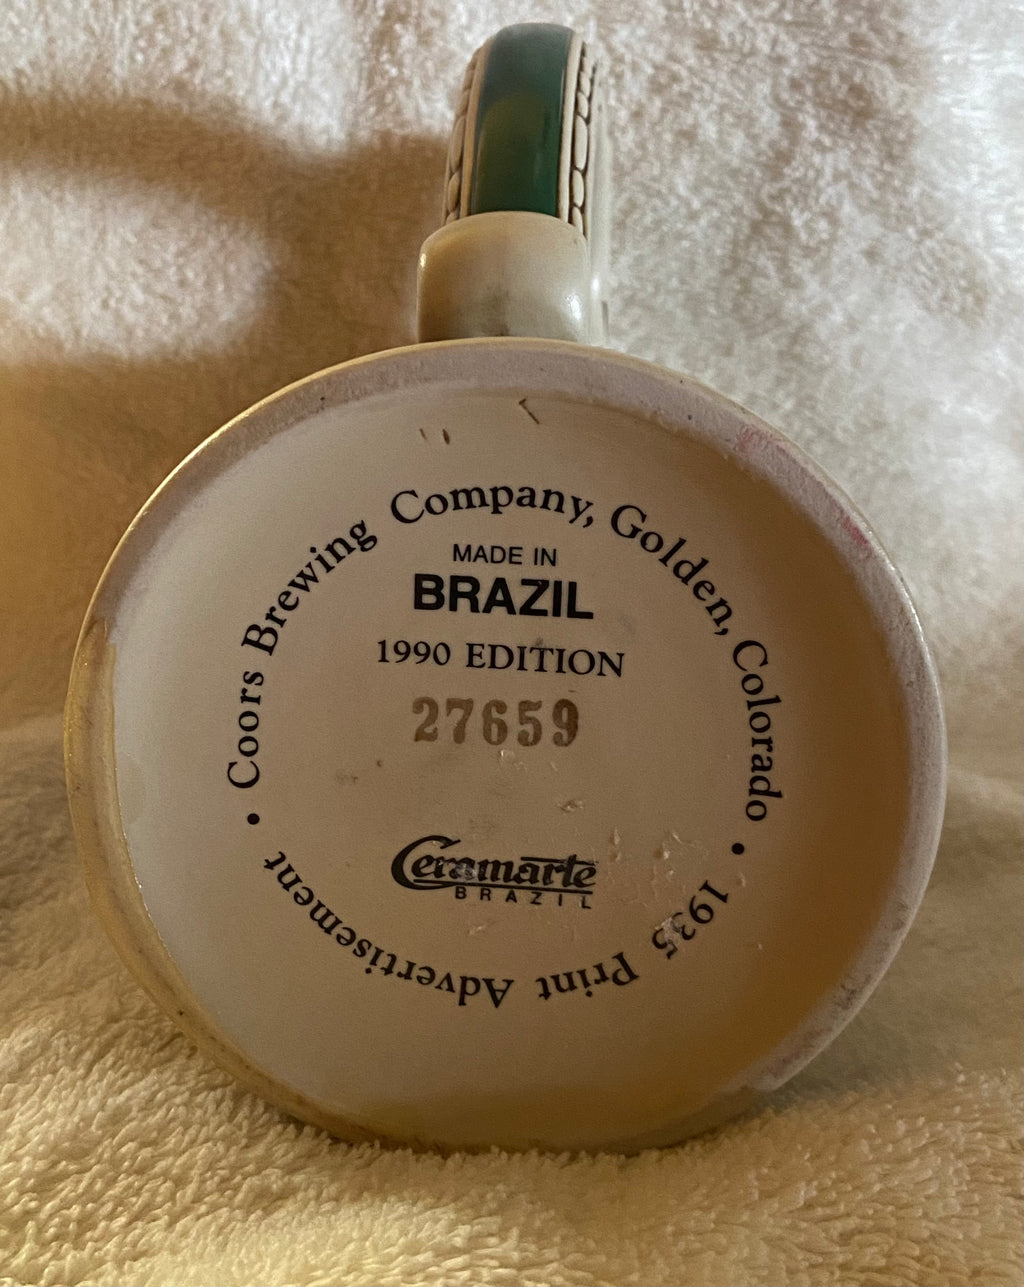 • Coors Brewing Company, Golden, Colorado •
1935 Print Advertisement
MADE IN
BRAZIL
1990 EDITION
27659
Ceramarte
BRAZIL